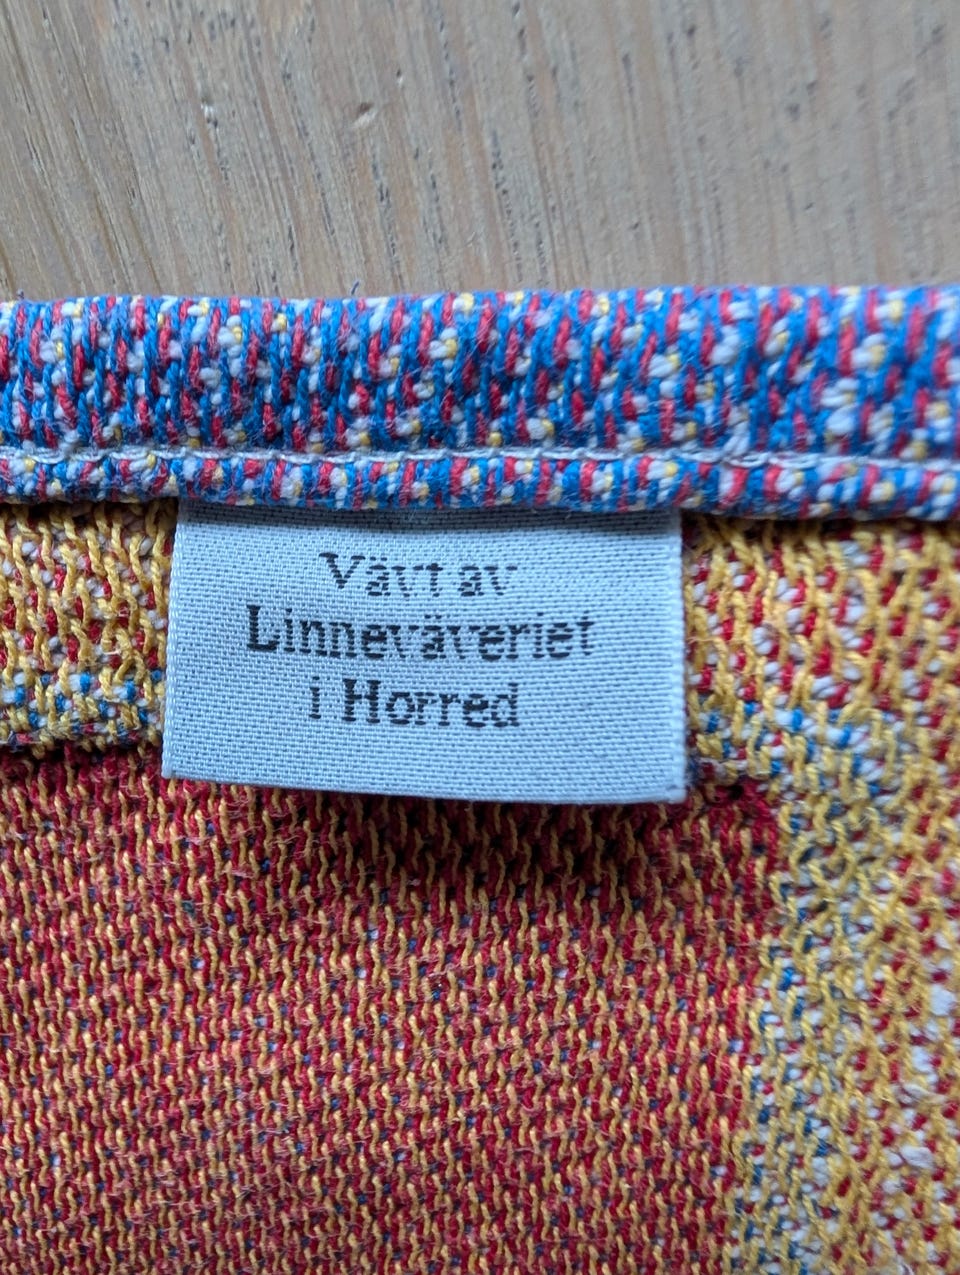 Vävt av
Linneväveriet
i Horred